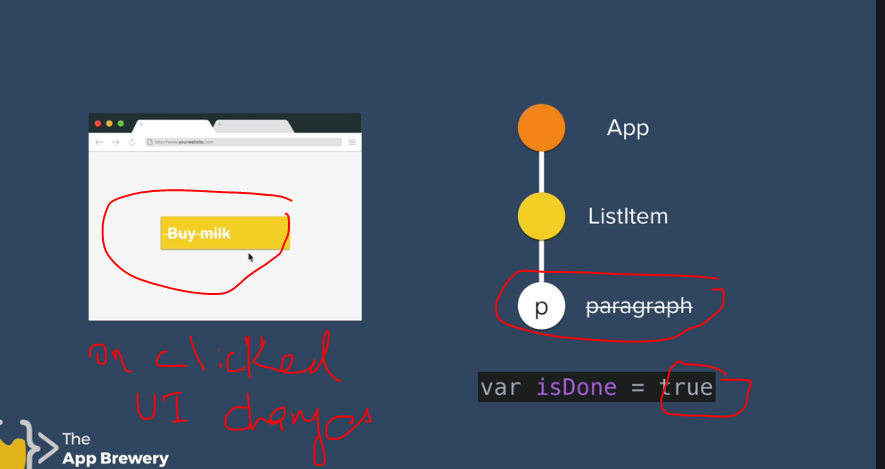 http://www.yourwebsite.com
Buy milk
App
ListItem
p paragraph
var isDone = true
on clicked
UI changes
The
App Brewery